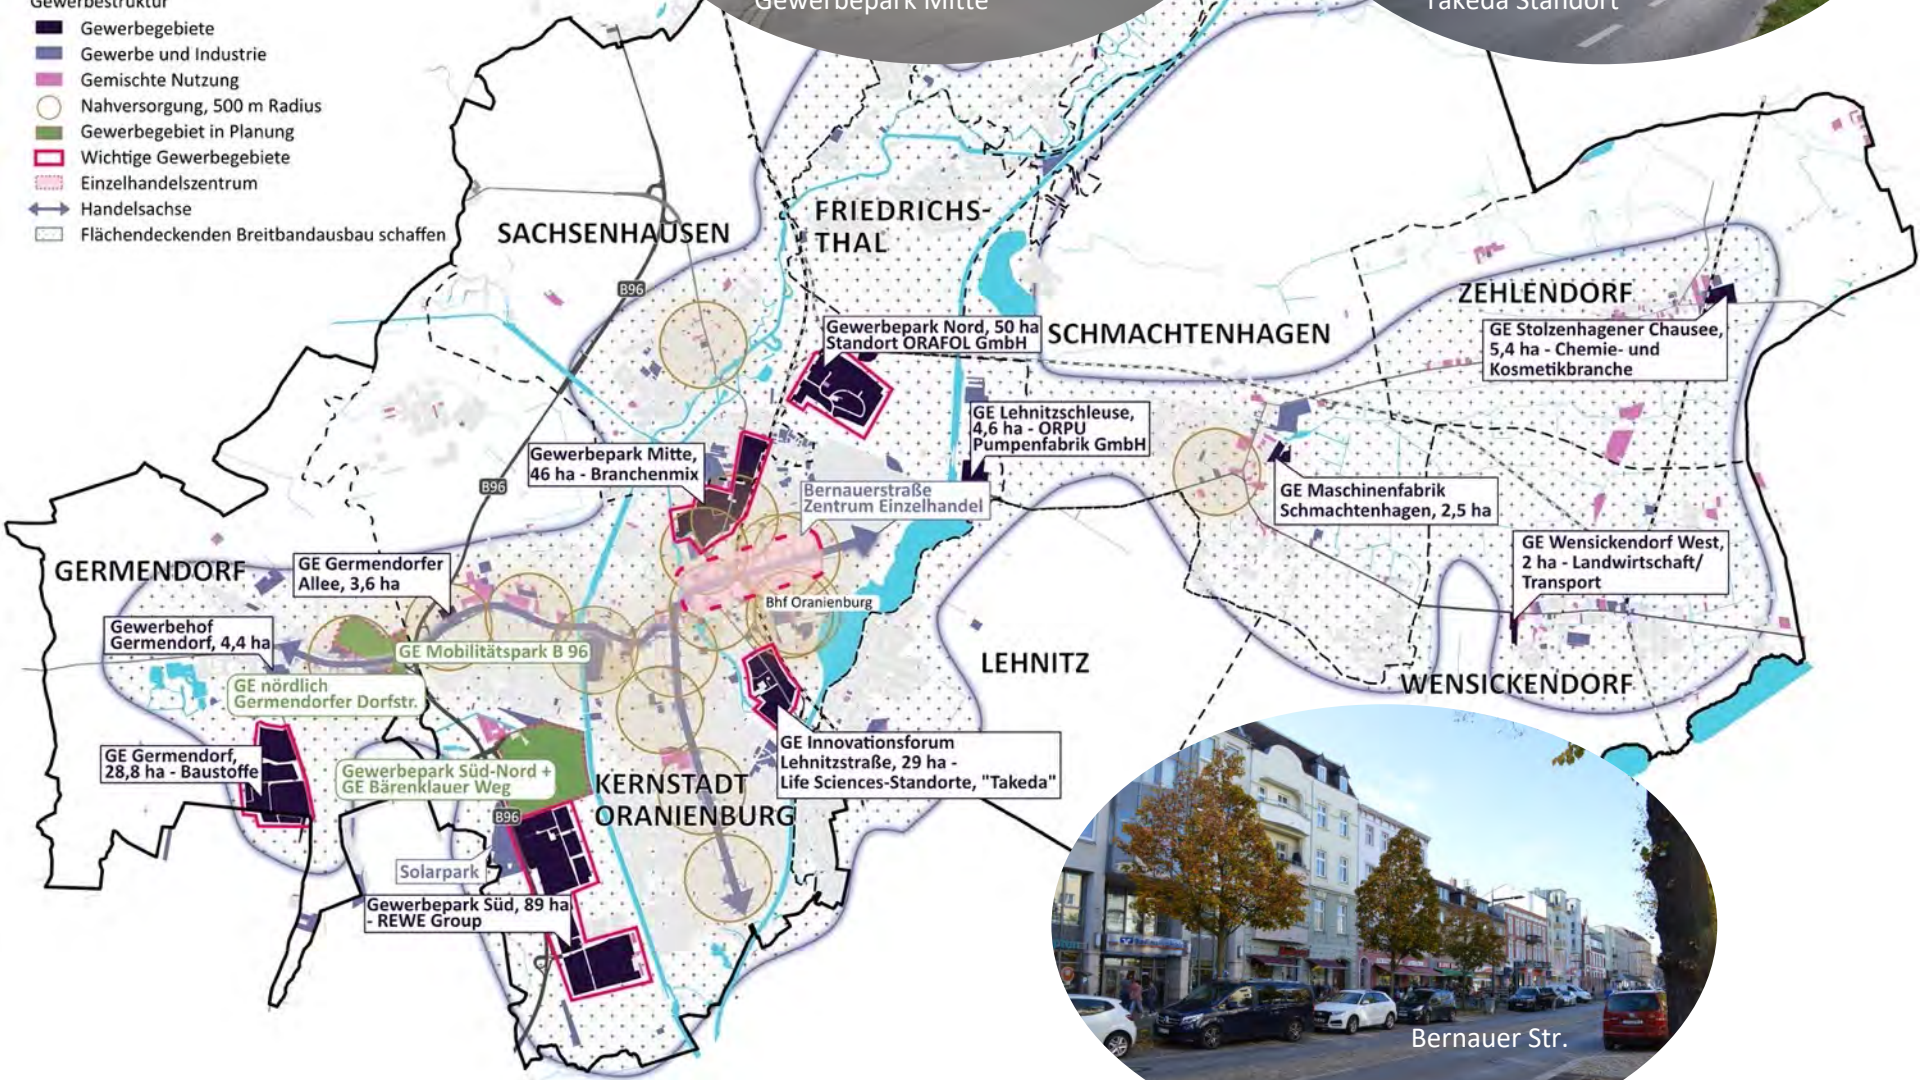 Gewerbestruktur
Gewerbegebiete
Gewerbe und Industrie
Gemischte Nutzung
Nahversorgung, 500 m Radius
Gewerbegebiet in Planung
Wichtige Gewerbegebiete
Einzelhandelszentrum
Handelsachse
Flächendeckenden Breitbandausbau schaffen
Gewerbepark Mitte
Takeda Standort
SACHSENHAUSEN
FRIEDRICHS-
THAL
B96
ZEHLENDORF
SCHMACHTENHAGEN
Gewerbepark Nord, 50 ha
Standort ORAFOL GmbH
GE Stolzenhagener Chausee,
5,4 ha - Chemie- und
Kosmetikbranche
GE Lehnitzschleuse,
4,6 ha - ORPU
Pumpenfabrik GmbH
Gewerbepark Mitte,
46 ha - Branchenmix
B96
Bernauerstraße
Zentrum Einzelhandel
GE Maschinenfabrik
Schmachtenhagen, 2,5 ha
GE Wensickendorf West,
2 ha - Landwirtschaft/
Transport
GERMENDORF
GE Germendorfer
Allee, 3,6 ha
Bhf Oranienburg
Gewerbehof
Germendorf, 4,4 ha
GE Mobilitätspark B 96
LEHNITZ
WENSICKENDORF
GE nördlich
Germendorfer Dorfstr.
GE Germendorf,
28,8 ha - Baustoffe
GE Innovationsforum
Lehnitzstraße, 29 ha -
Life Sciences-Standorte, "Takeda"
Gewerbepark Süd-Nord +
GE Bärenklauer Weg
KERNSTADT
ORANIENBURG
B96
Solarpark
Gewerbepark Süd, 89 ha
- REWE Group
Bernauer Str.